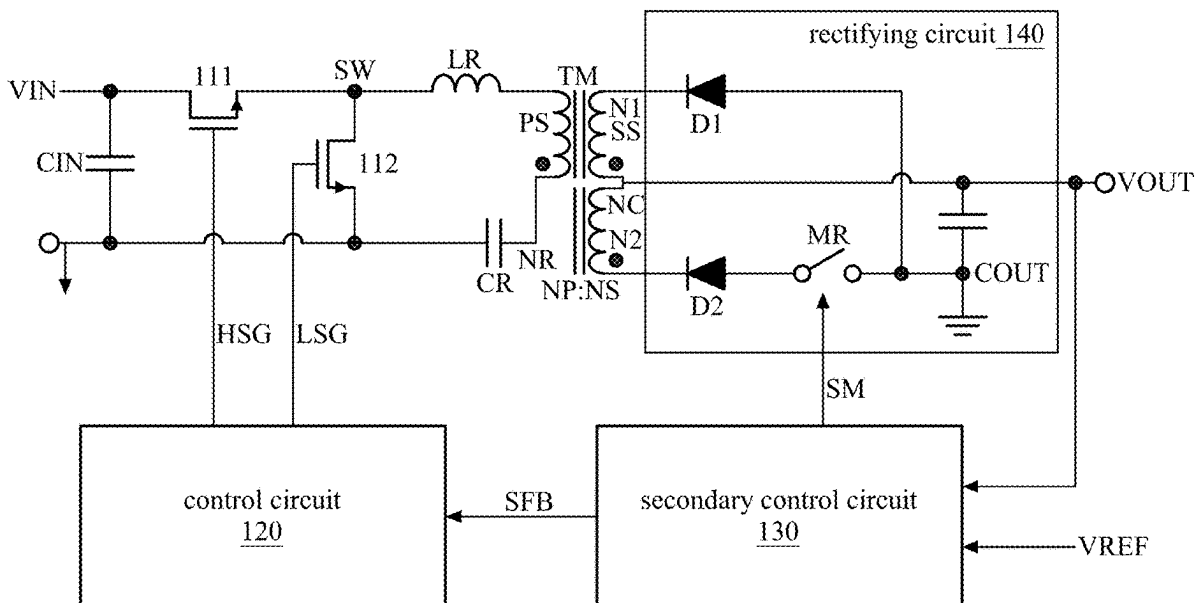 rectifying circuit 140
VIN
111
SW
LR
TM
PS
N1
SS
D1
CIN
112
NC
N2
VOUT
MR
CR
NR
NP:NS
D2
COUT
HSG
LSG
SM
control circuit
120
SFB
secondary control circuit
130
VREF